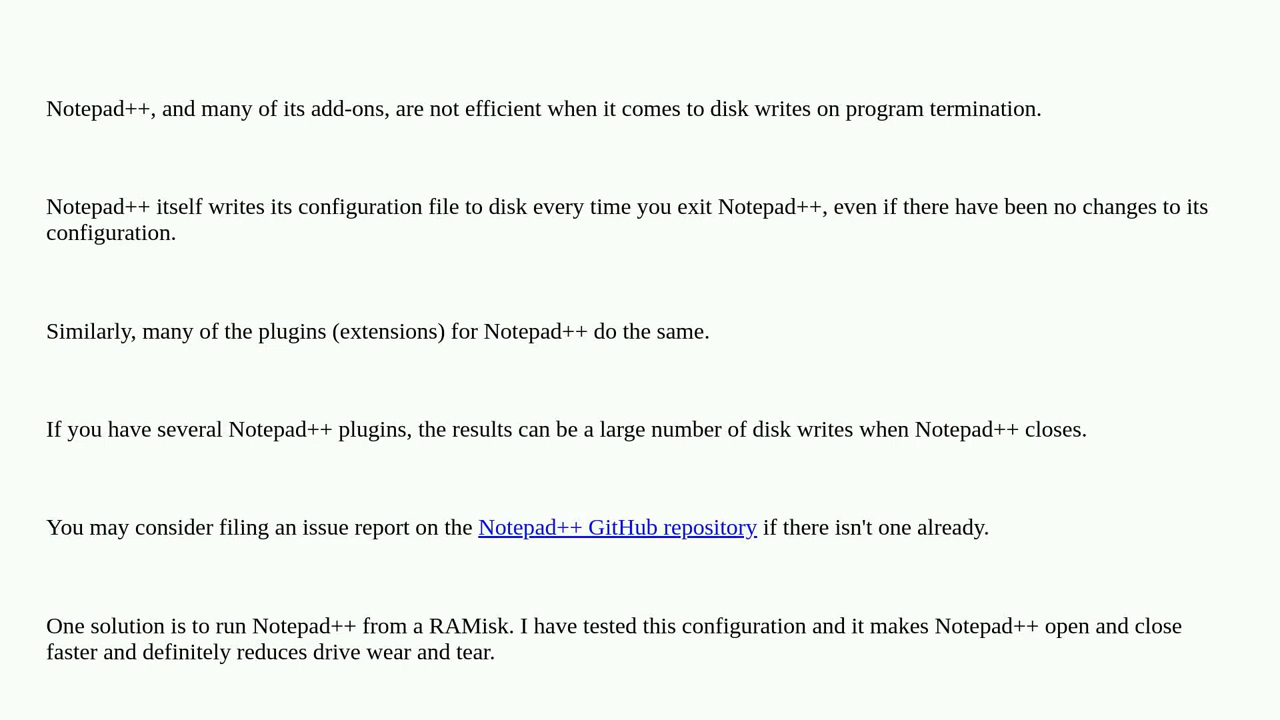 Notepad++, and many of its add-ons, are not efficient when it comes to disk writes on program termination.
Notepad++ itself writes its configuration file to disk every time you exit Notepad++, even if there have been no changes to its
configuration.
Similarly, many of the plugins (extensions) for Notepad++ do the same.
If you have several Notepad++ plugins, the results can be a large number of disk writes when Notepad++ closes.
You may consider filing an issue report on the Notepad++ GitHub repository if there isn't one already.
One solution is to run Notepad++ from a RAMisk. I have tested this configuration and it makes Notepad++ open and close
faster and definitely reduces drive wear and tear.